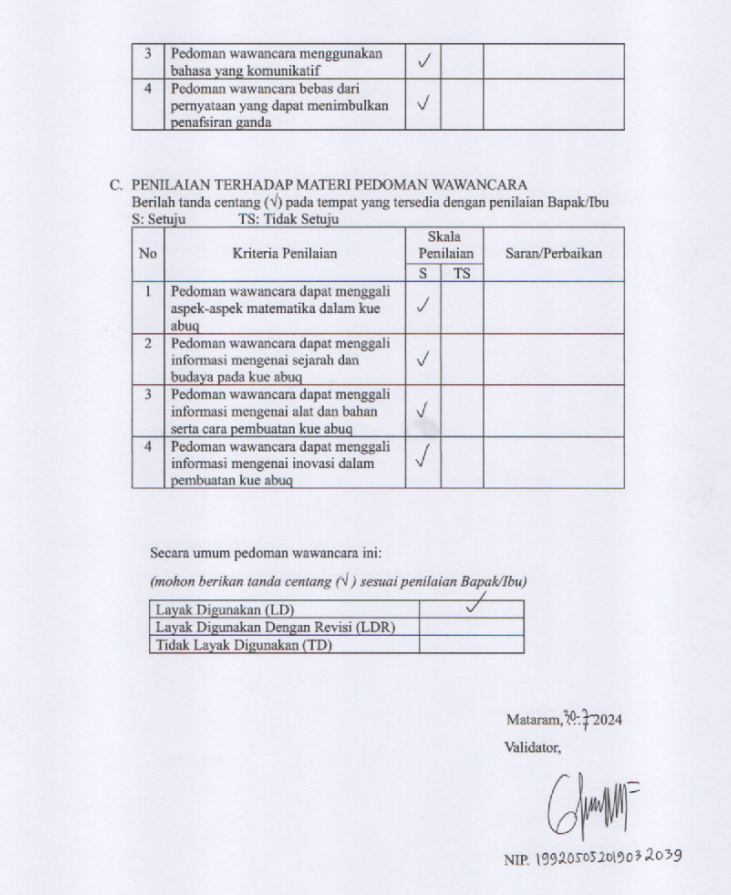 3 Pedoman wawancara menggunakan ✓
bahasa yang komunikatif
4 Pedoman wawancara bebas dari ✓
pernyataan yang dapat menimbulkan
penafsiran ganda
C. PENILAIAN TERHADAP MATERI PEDOMAN WAWANCARA
Berilah tanda centang (√) pada tempat yang tersedia dengan penilaian Bapak/Ibu
S: Setuju TS: Tidak Setuju
No Kriteria Penilaian Skala Penilaian Saran/Perbaikan
S TS
1 Pedoman wawancara dapat menggali ✓
aspek-aspek matematika dalam kue
abuq
2 Pedoman wawancara dapat menggali ✓
informasi mengenai sejarah dan
budaya pada kue abuq
3 Pedoman wawancara dapat menggali ✓
informasi mengenai alat dan bahan
serta cara pembuatan kue abuq
4 Pedoman wawancara dapat menggali ✓
informasi mengenai inovasi dalam
pembuatan kue abuq
Secara umum pedoman wawancara ini:
(mohon berikan tanda centang (√) sesuai penilaian Bapak/Ibu)
Layak Digunakan (LD) ✓
Layak Digunakan Dengan Revisi (LDR)
Tidak Layak Digunakan (TD)
Mataram, 30-7-2024
Validator,
NIP. 199205052019032039